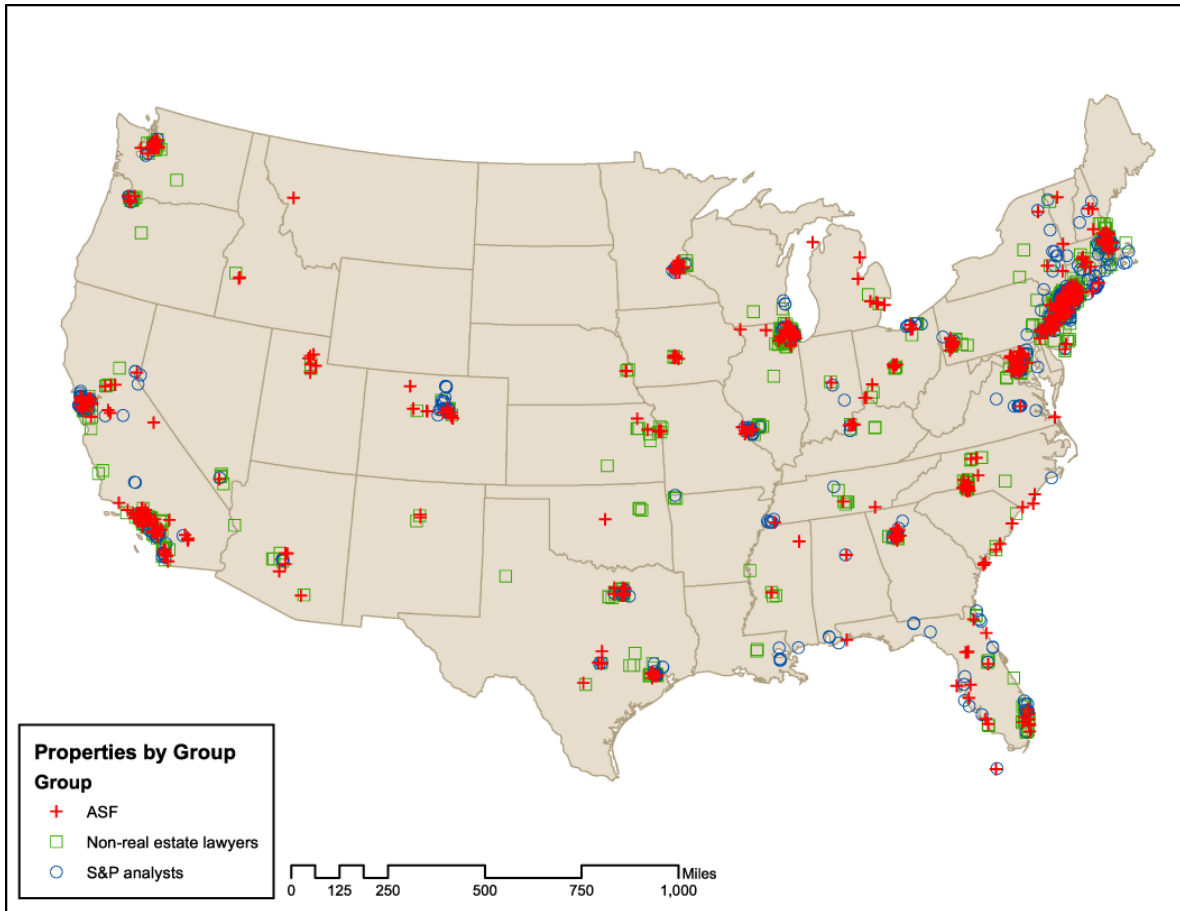 Properties by Group
Group
ASF
Non-real estate lawyers
S&P analysts
0 125 250 500 750 1,000 Miles